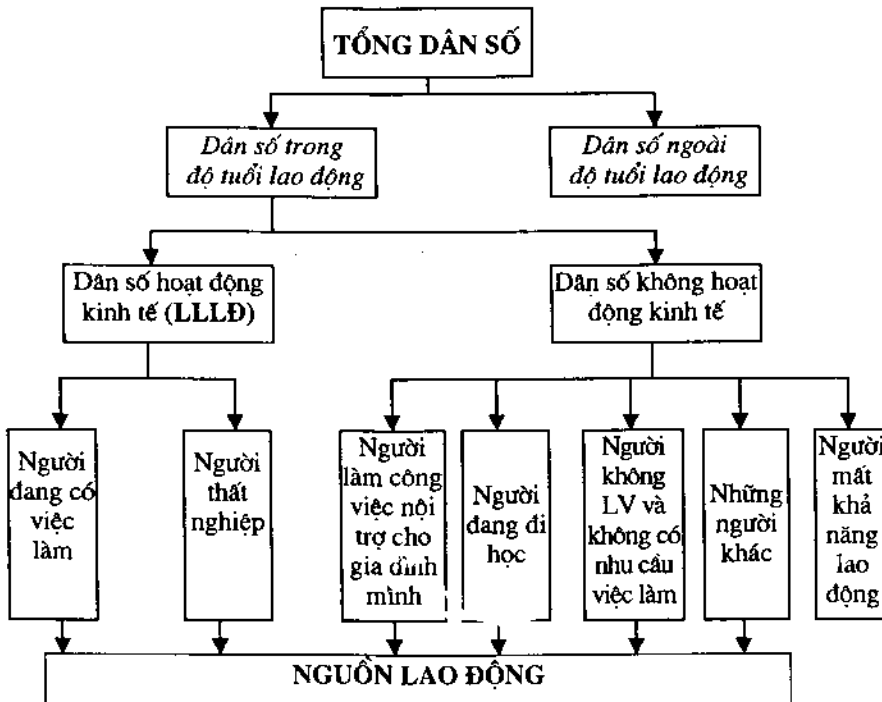 TỔNG DÂN SỐ
Dân số trong
độ tuổi lao động
Dân số ngoài
độ tuổi lao động
Dân số hoạt động
kinh tế (LLLĐ)
Dân số không hoạt
động kinh tế
Người
đang có
việc
làm
Người
thất
nghiệp
Người
làm công
việc nội
trợ cho
gia đình
mình
Người
đang đi
học
Người
không
LV và
không có
nhu cầu
việc làm
Những
người
khác
Người
mất
khả
năng
lao
động
NGUỒN LAO ĐỘNG